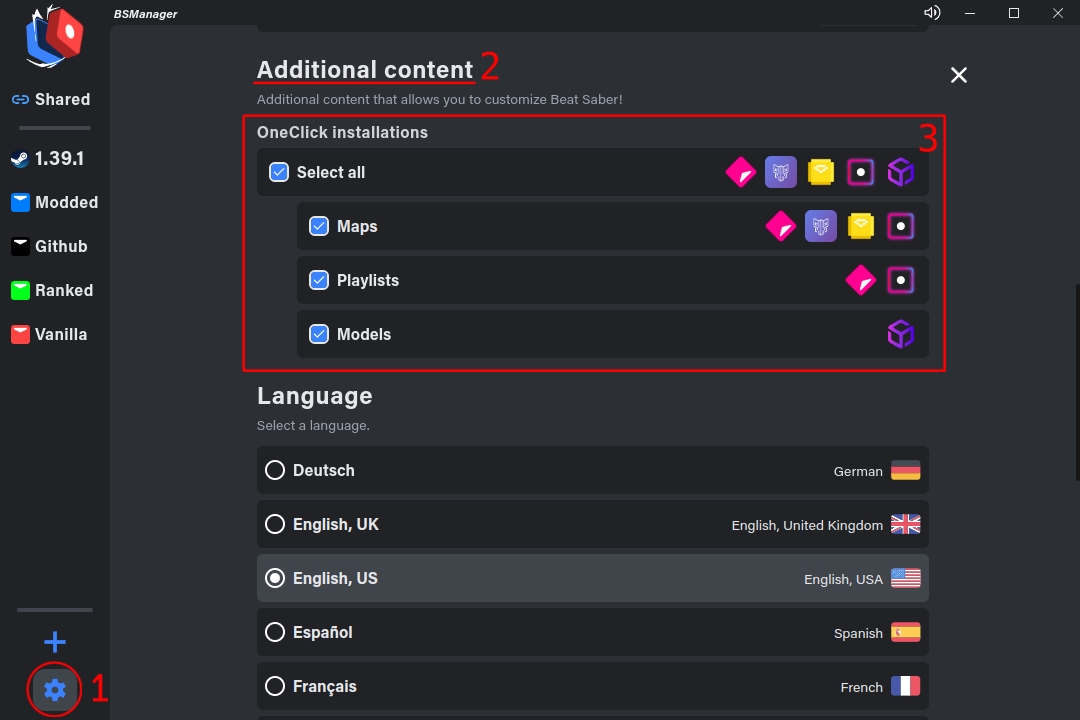 BSManager
Shared
1.39.1
Modded
Github
Ranked
Vanilla
1
Additional content 2
Additional content that allows you to customize Beat Saber!
OneClick installations 3
Select all
Maps
Playlists
Models
Language
Select a language.
Deutsch German
English, UK English, United Kingdom
English, US English, USA
Español Spanish
Français French